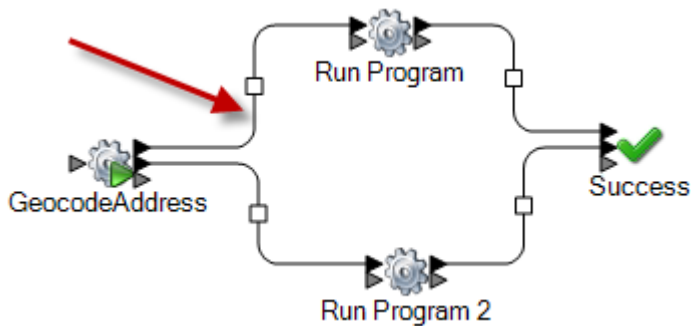 Run Program
GeocodeAddress
Success
Run Program 2